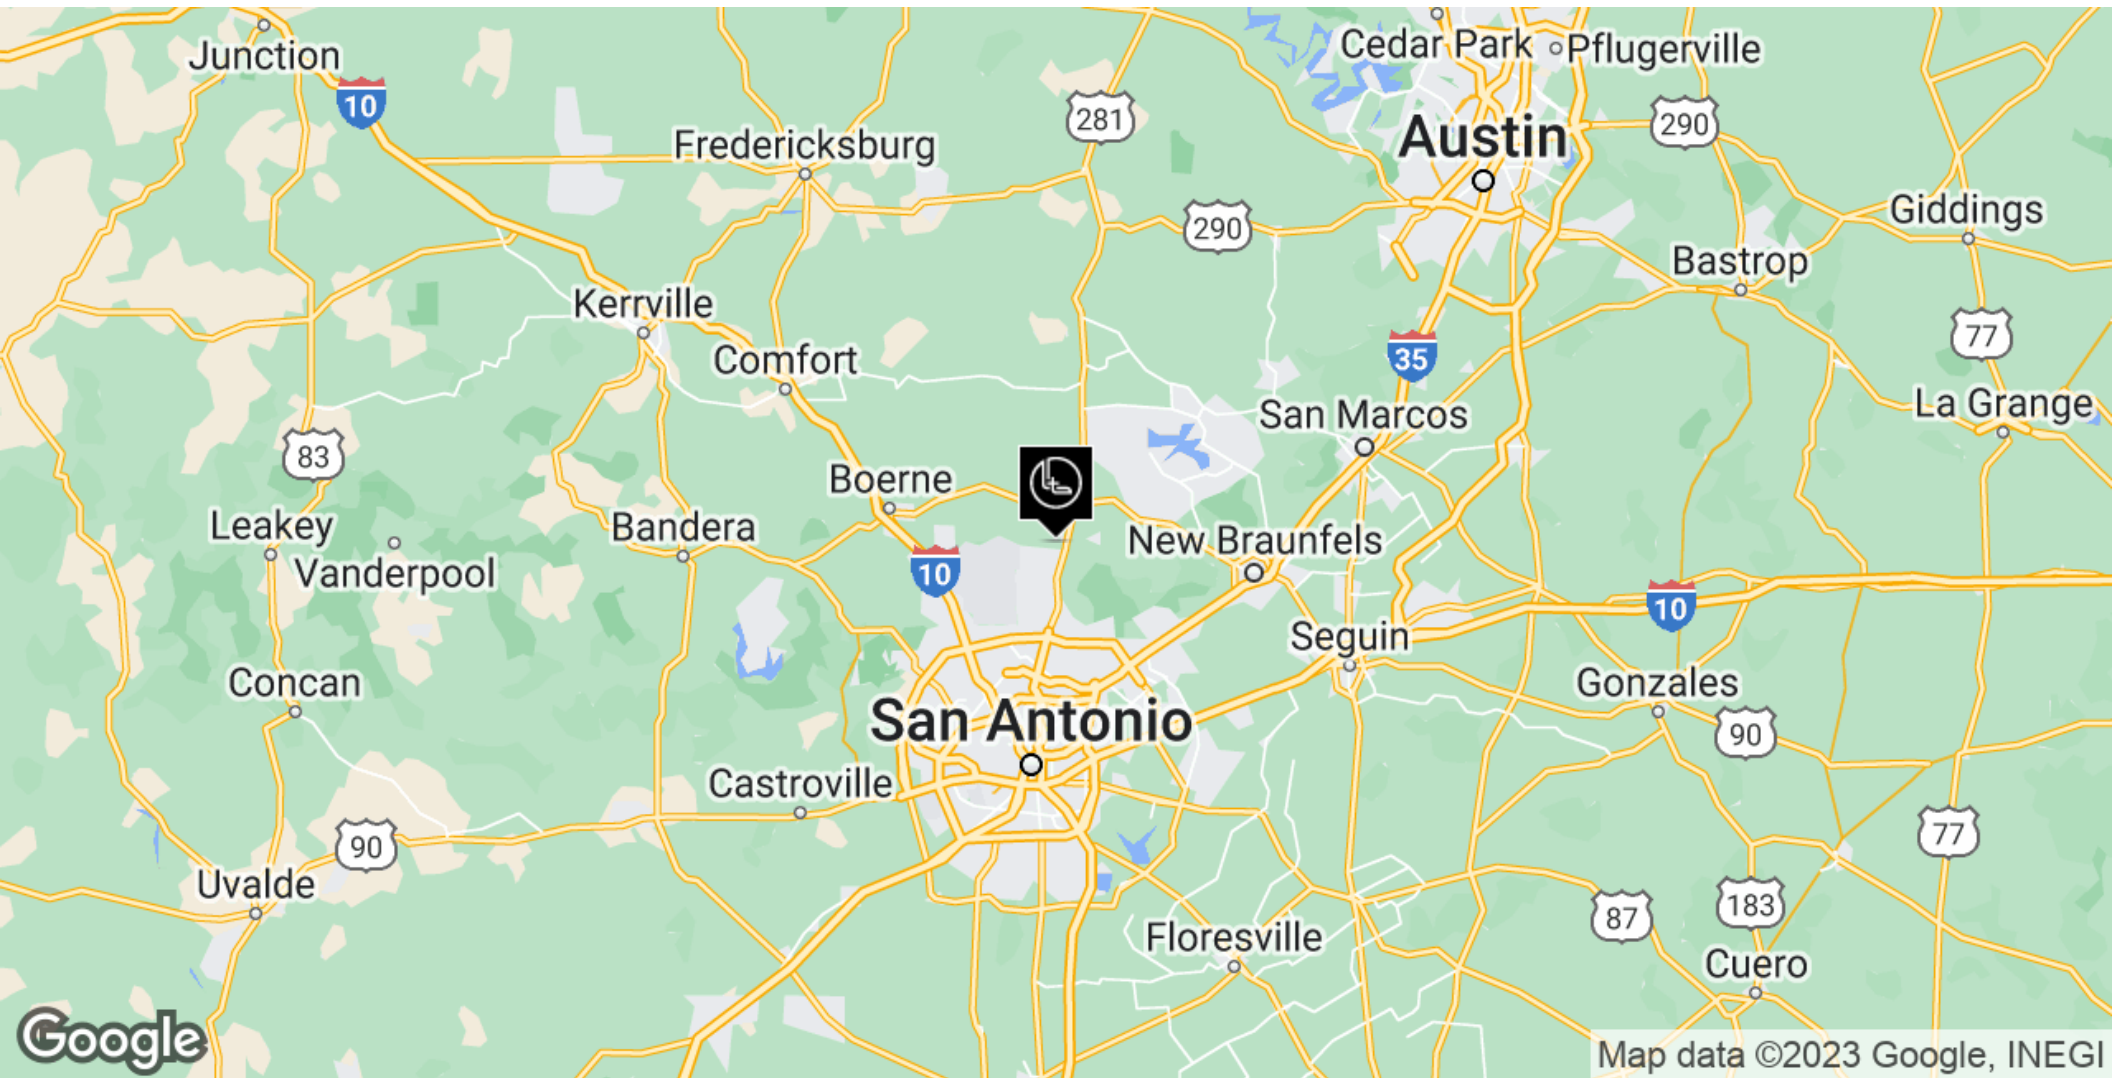 Junction
Cedar Park
Pflugerville
10
281
290
Austin
Fredericksburg
290
Giddings
Bastrop
Kerrville
77
35
Comfort
La Grange
San Marcos
83
Boerne
Leakey
Bandera
New Braunfels
Vanderpool
10
10
Seguin
Concan
Gonzales
San Antonio
90
Castroville
77
90
Uvalde
183
87
Floresville
Cuero
Google
Map data ©2023 Google, INEGI